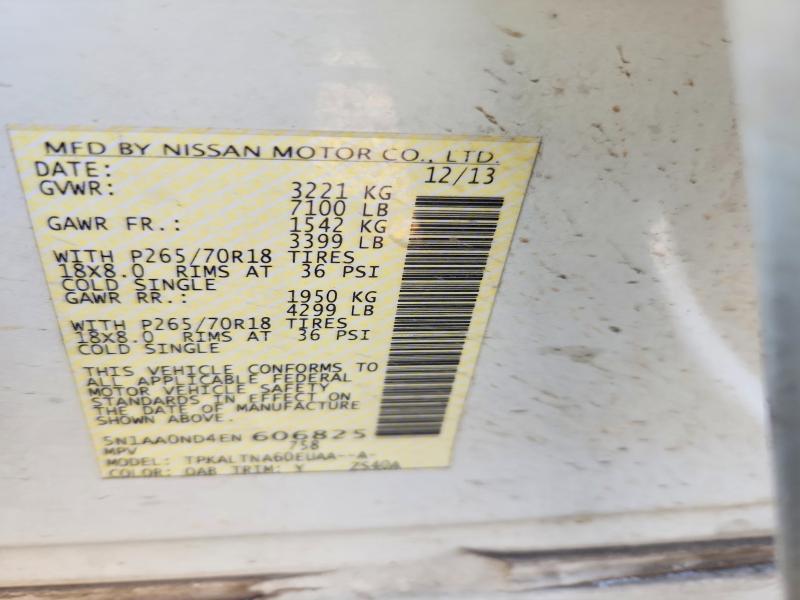 MFD BY NISSAN MOTOR CO., LTD.
DATE: 12/13
GVWR: 3221 KG
7100 LB
GAWR FR.: 1542 KG
3399 LB
WITH P265/70R18 TIRES
18X8.0 RIMS AT 36 PSI
COLD SINGLE
GAWR RR.: 1950 KG
4299 LB
WITH P265/70R18 TIRES
18X8.0 RIMS AT 36 PSI
COLD SINGLE
THIS VEHICLE CONFORMS TO
ALL APPLICABLE FEDERAL
MOTOR VEHICLE SAFETY
STANDARDS IN EFFECT ON
THE DATE OF MANUFACTURE
SHOWN ABOVE.
5N1AA0ND4EN 606825
MPV 758
MODEL: TPKALTNA60EUAA--A-
COLOR: QAB TRIM: Y ZS40A